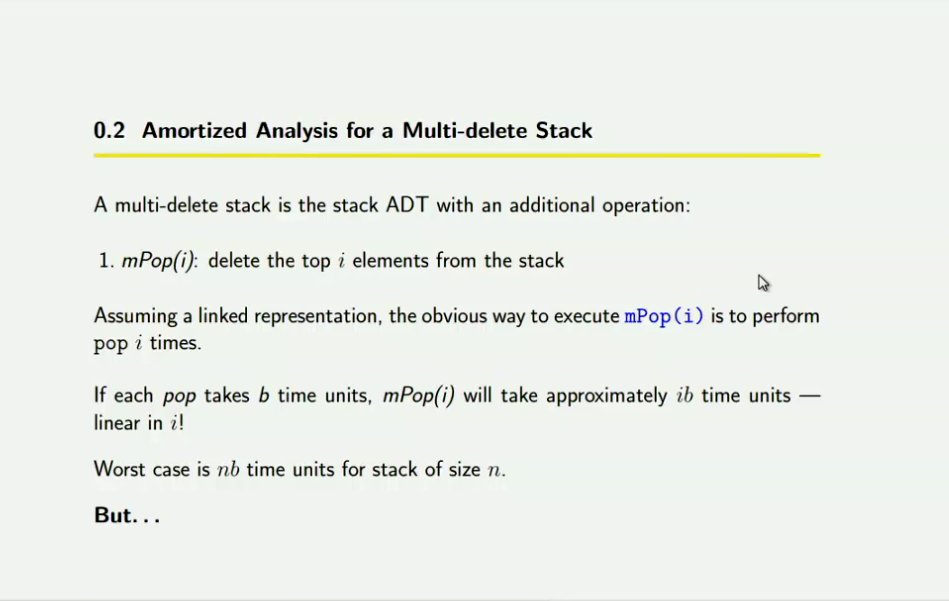 0.2 Amortized Analysis for a Multi-delete Stack
A multi-delete stack is the stack ADT with an additional operation:
1. mPop(i): delete the top i elements from the stack
Assuming a linked representation, the obvious way to execute mPop(i) is to perform
pop i times.
If each pop takes b time units, mPop(i) will take approximately ib time units —
linear in i!
Worst case is nb time units for stack of size n.
But...